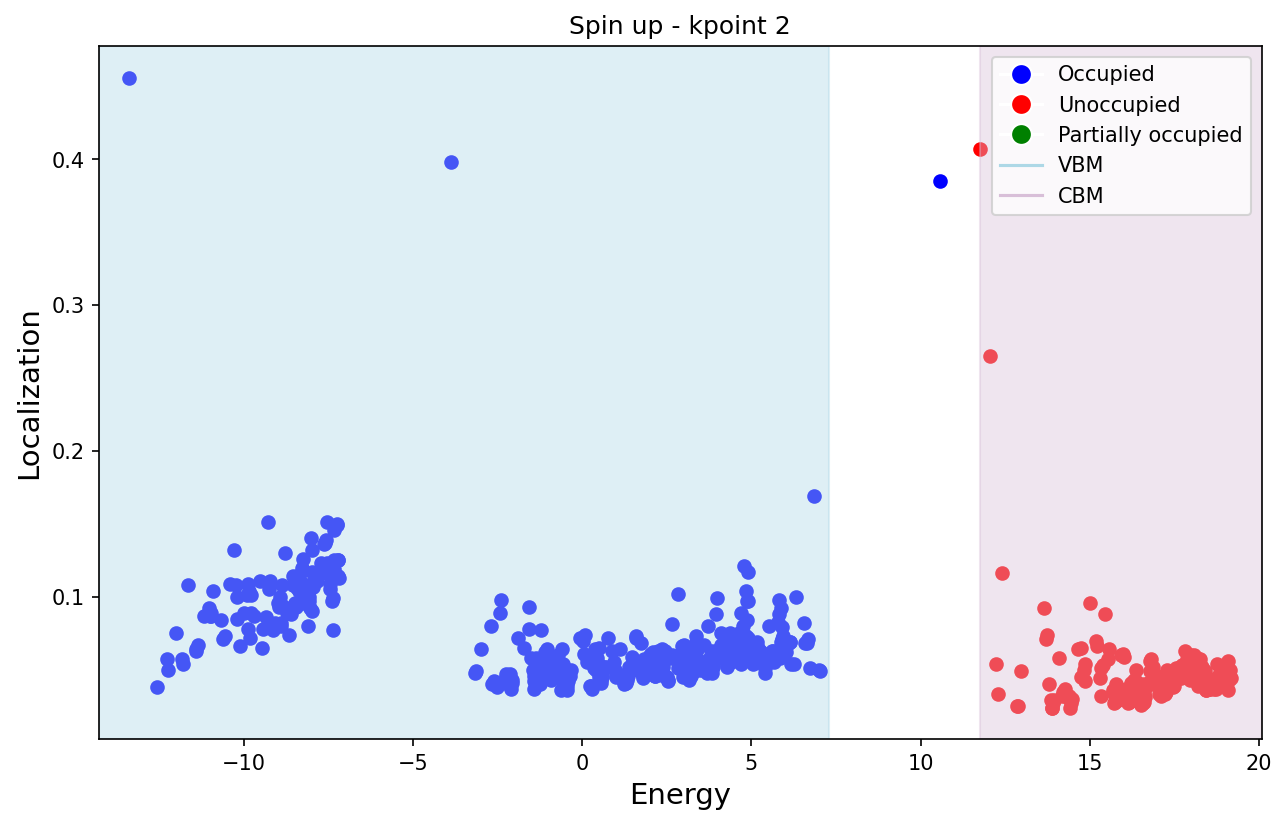 Spin up - kpoint 2
Localization
0.4
0.3
0.2
0.1
Occupied
Unoccupied
Partially occupied
VBM
CBM
−10
−5
0
5
10
15
20
Energy